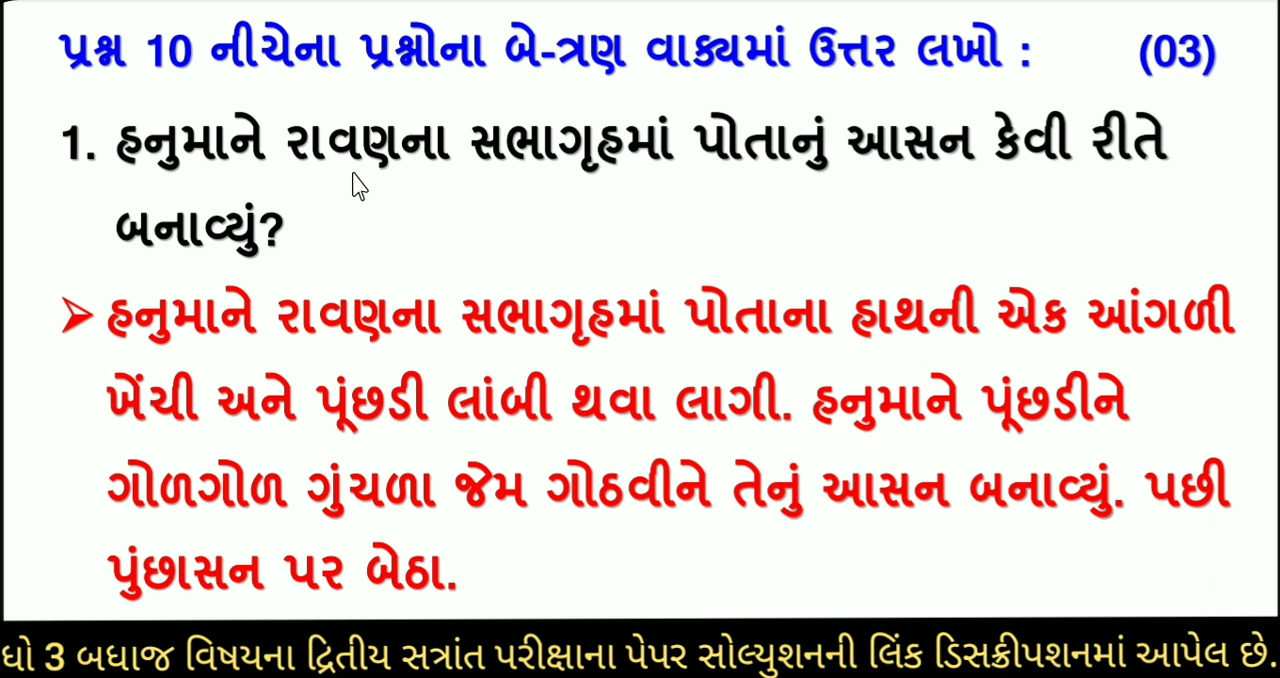 પ્રશ્ન 10 નીચેના પ્રશ્નોના બે-ત્રણ વાક્યમાં ઉત્તર લખો : (03)
1. હનુમાને રાવણના સભાગૃહમાં પોતાનું આસન કેવી રીતે
બનાવ્યું?
➢ હનુમાને રાવણના સભાગૃહમાં પોતાના હાથની એક આંગળી
ખેંચી અને પૂંછડી લાંબી થવા લાગી. હનુમાને પૂંછડીને
ગોળગોળ ગુંચળા જેમ ગોઠવીને તેનું આસન બનાવ્યું. પછી
પુંછાસન પર બેઠા.
ધો 3 બધાજ વિષયના દ્રિતીય સત્રાંત પરીક્ષાના પેપર સોલ્યુશનની લિંક ડિસક્રીપશનમાં આપેલ છે.